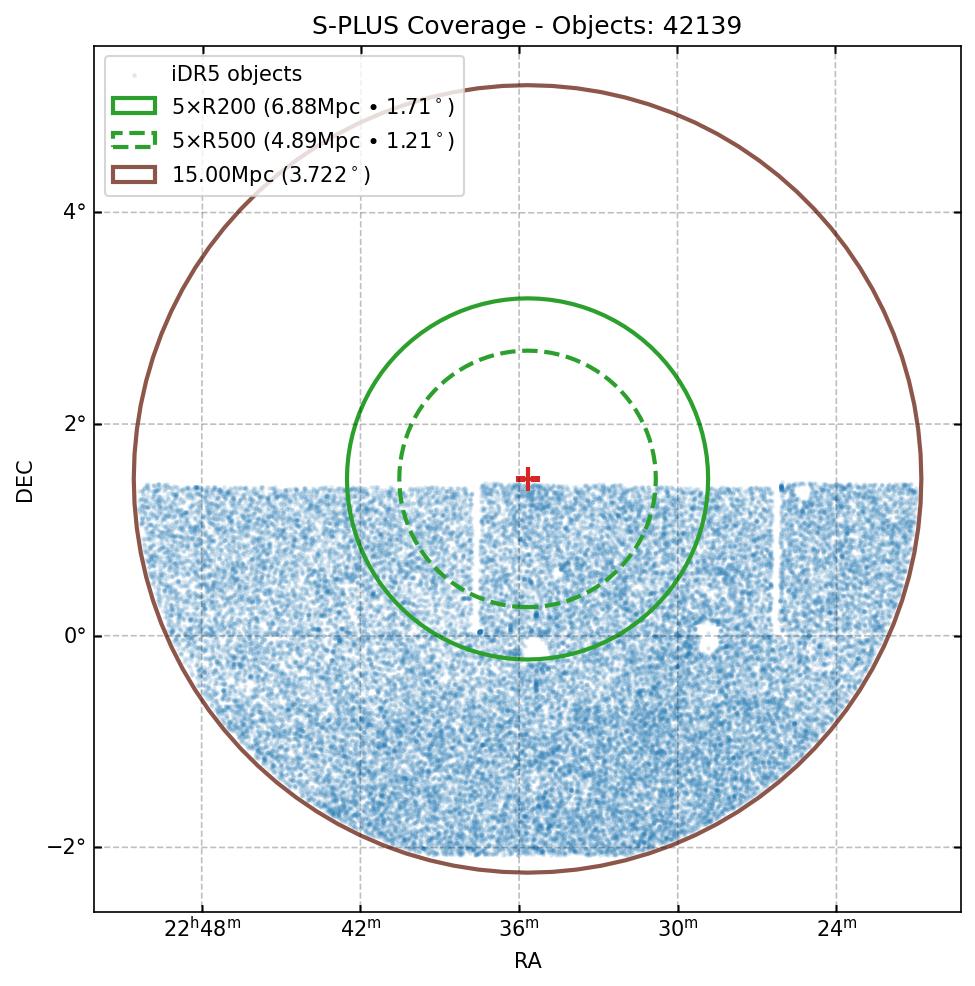 S-PLUS Coverage - Objects: 42139
iDR5 objects
5×R200 (6.88Mpc • 1.71°)
5×R500 (4.89Mpc • 1.21°)
15.00Mpc (3.722°)
4°
2°
0°
−2°
DEC
22ʰ48ᵐ 42ᵐ 36ᵐ 30ᵐ 24ᵐ
RA